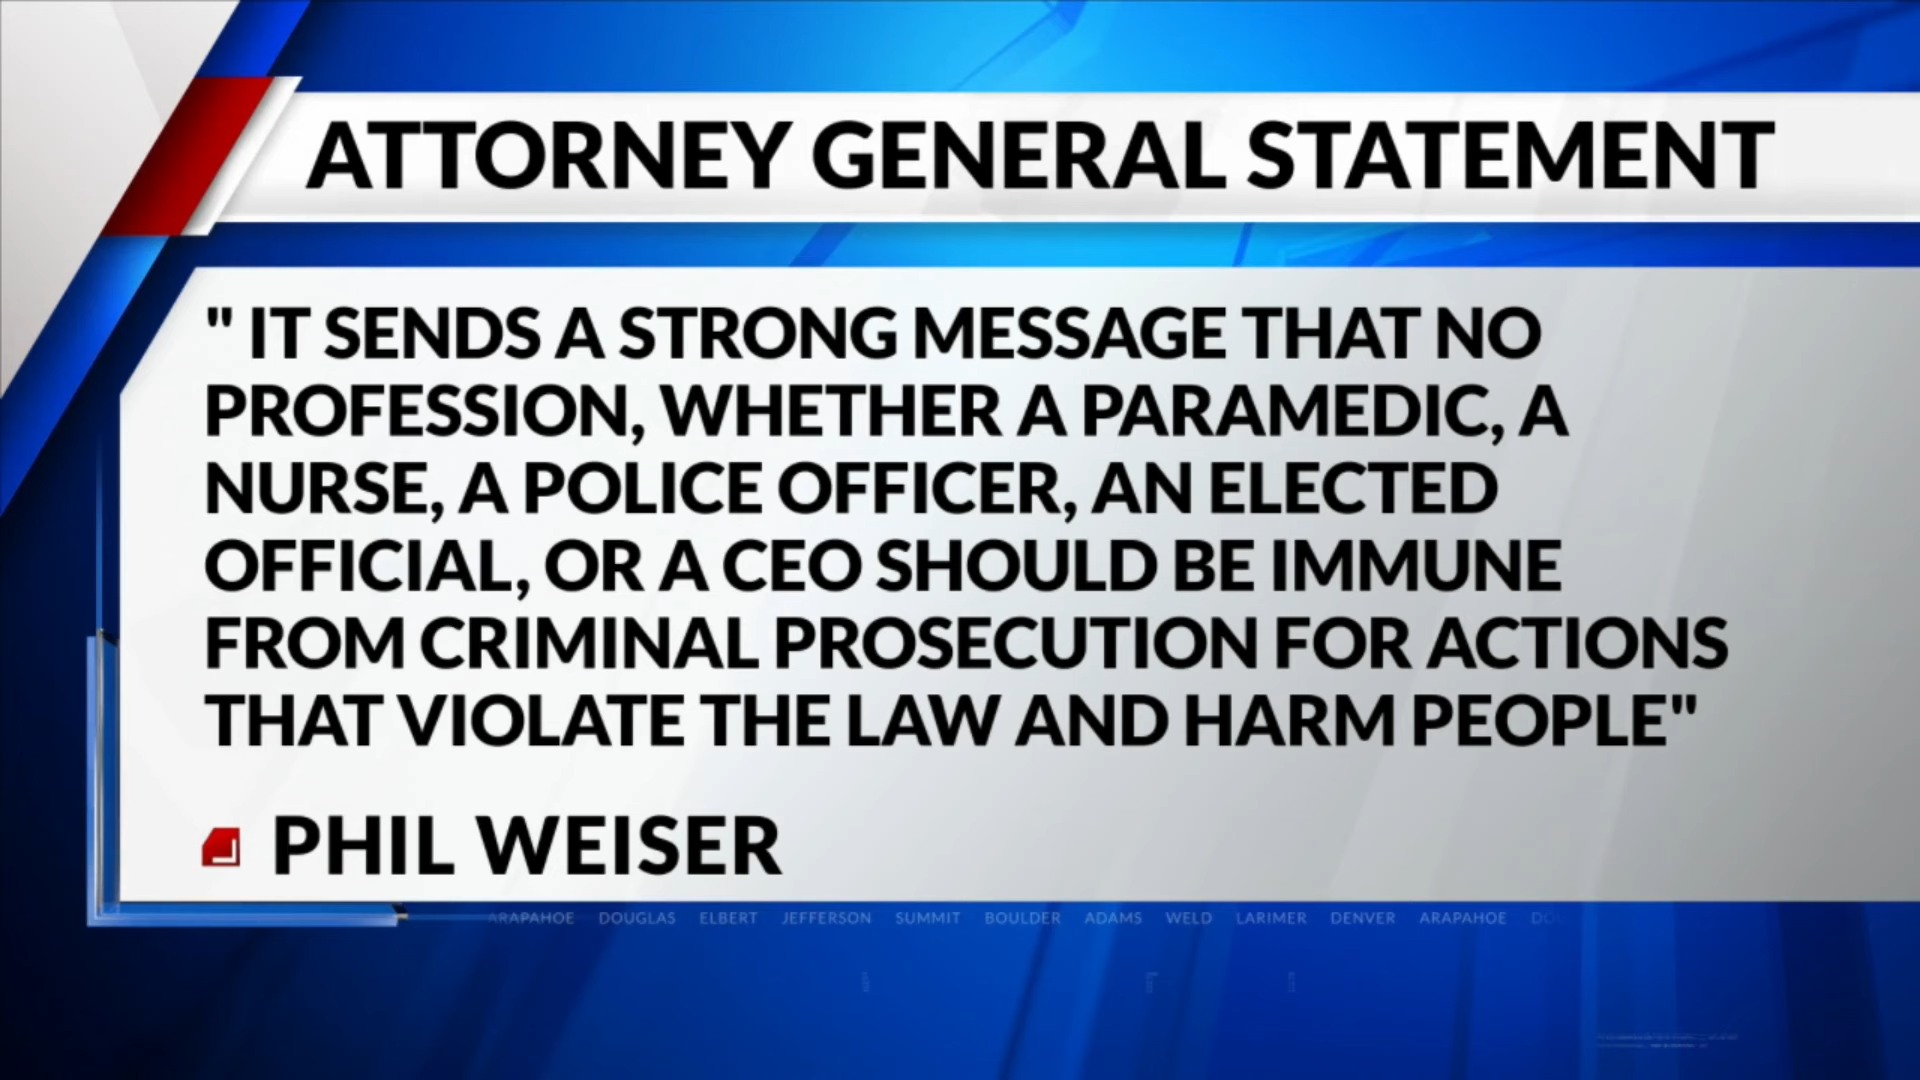 ATTORNEY GENERAL STATEMENT
" IT SENDS A STRONG MESSAGE THAT NO
PROFESSION, WHETHER A PARAMEDIC, A
NURSE, A POLICE OFFICER, AN ELECTED
OFFICIAL, OR A CEO SHOULD BE IMMUNE
FROM CRIMINAL PROSECUTION FOR ACTIONS
THAT VIOLATE THE LAW AND HARM PEOPLE"
PHIL WEISER
ARAPAHOE DOUGLAS ELBERT JEFFERSON SUMMIT BOULDER ADAMS WELD LARIMER DENVER ARAPAHOE DOU